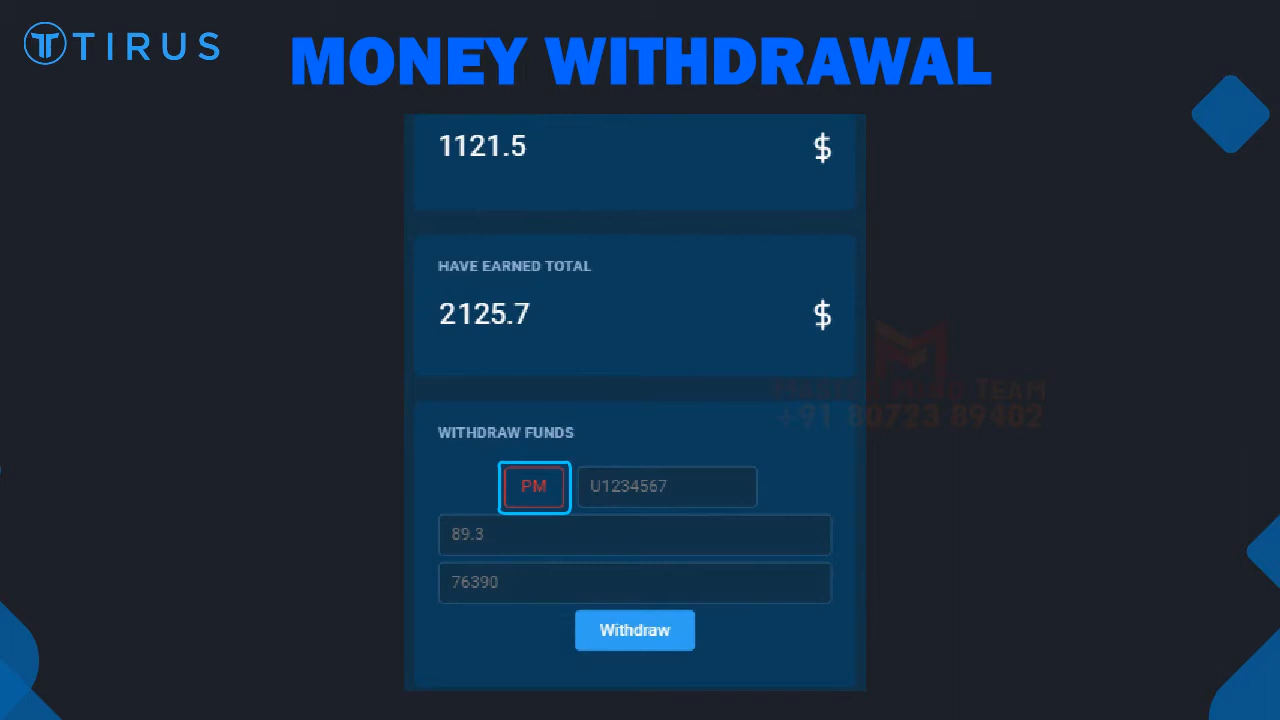 TIRUS
MONEY WITHDRAWAL
1121.5 $
HAVE EARNED TOTAL
2125.7 $
WITHDRAW FUNDS
PM U1234567
89.3
76390
Withdraw
Team
+91 80723 89402